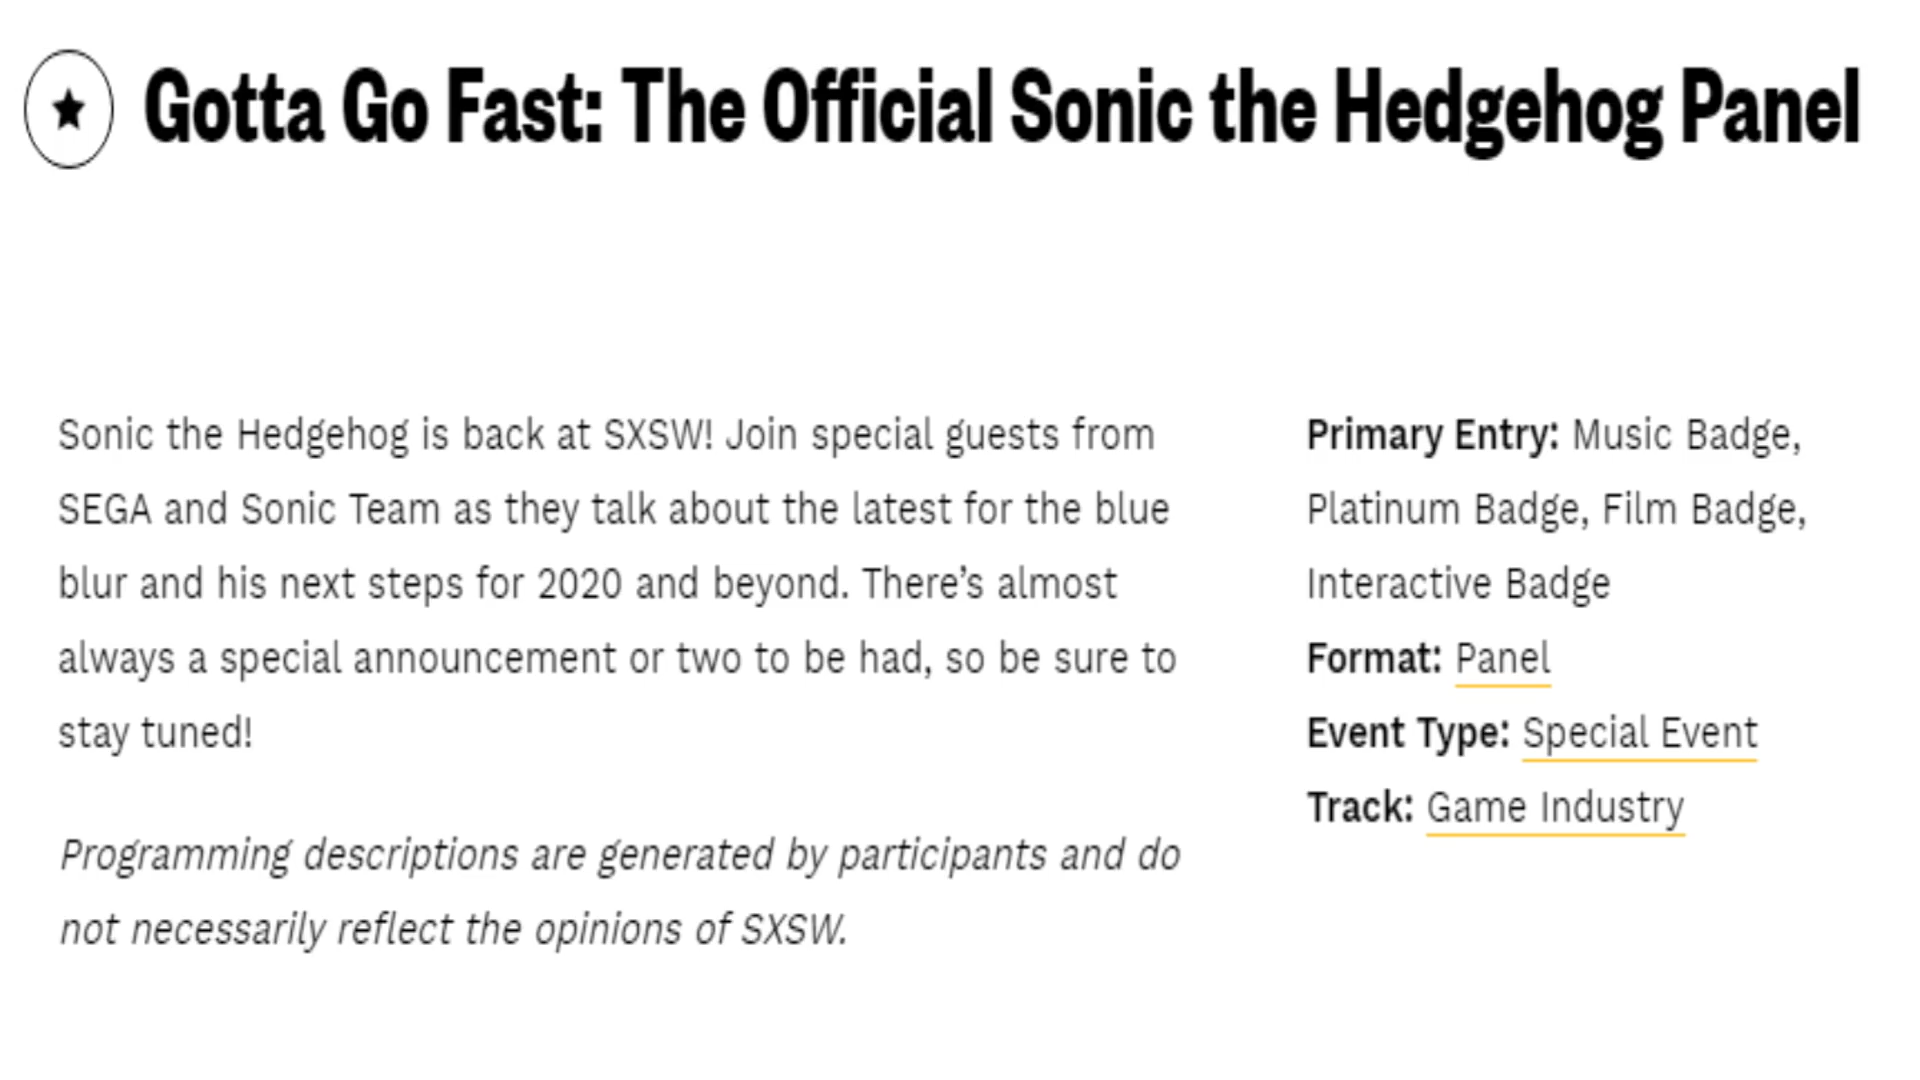 Gotta Go Fast: The Official Sonic the Hedgehog Panel
Sonic the Hedgehog is back at SXSW! Join special guests from
SEGA and Sonic Team as they talk about the latest for the blue
blur and his next steps for 2020 and beyond. There’s almost
always a special announcement or two to be had, so be sure to
stay tuned!
Programming descriptions are generated by participants and do
not necessarily reflect the opinions of SXSW.
Primary Entry: Music Badge,
Platinum Badge, Film Badge,
Interactive Badge
Format: Panel
Event Type: Special Event
Track: Game Industry